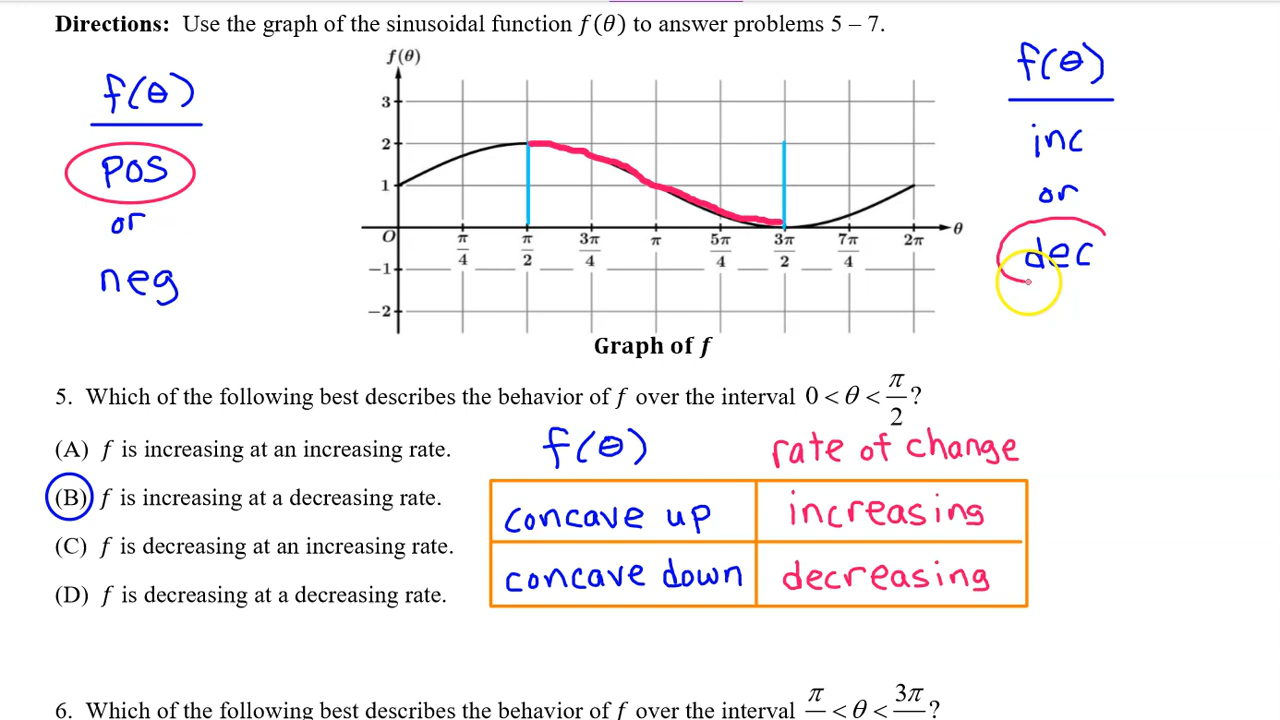 Directions: Use the graph of the sinusoidal function f(θ) to answer problems 5 – 7.
f(θ)
pos
or
neg
f(θ)
3
2
1
O
−1
−2
π/4
π/2
3π/4
π
5π/4
3π/2
7π/4
2π
θ
Graph of f
f(θ)
inc
or
dec
5. Which of the following best describes the behavior of f over the interval 0 < θ < π/2?
(A) f is increasing at an increasing rate.
(B) f is increasing at a decreasing rate.
(C) f is decreasing at an increasing rate.
(D) f is decreasing at a decreasing rate.
f(θ) rate of change
concave up increasing
concave down decreasing
6. Which of the following best describes the behavior of f over the interval π < θ < 3π ?